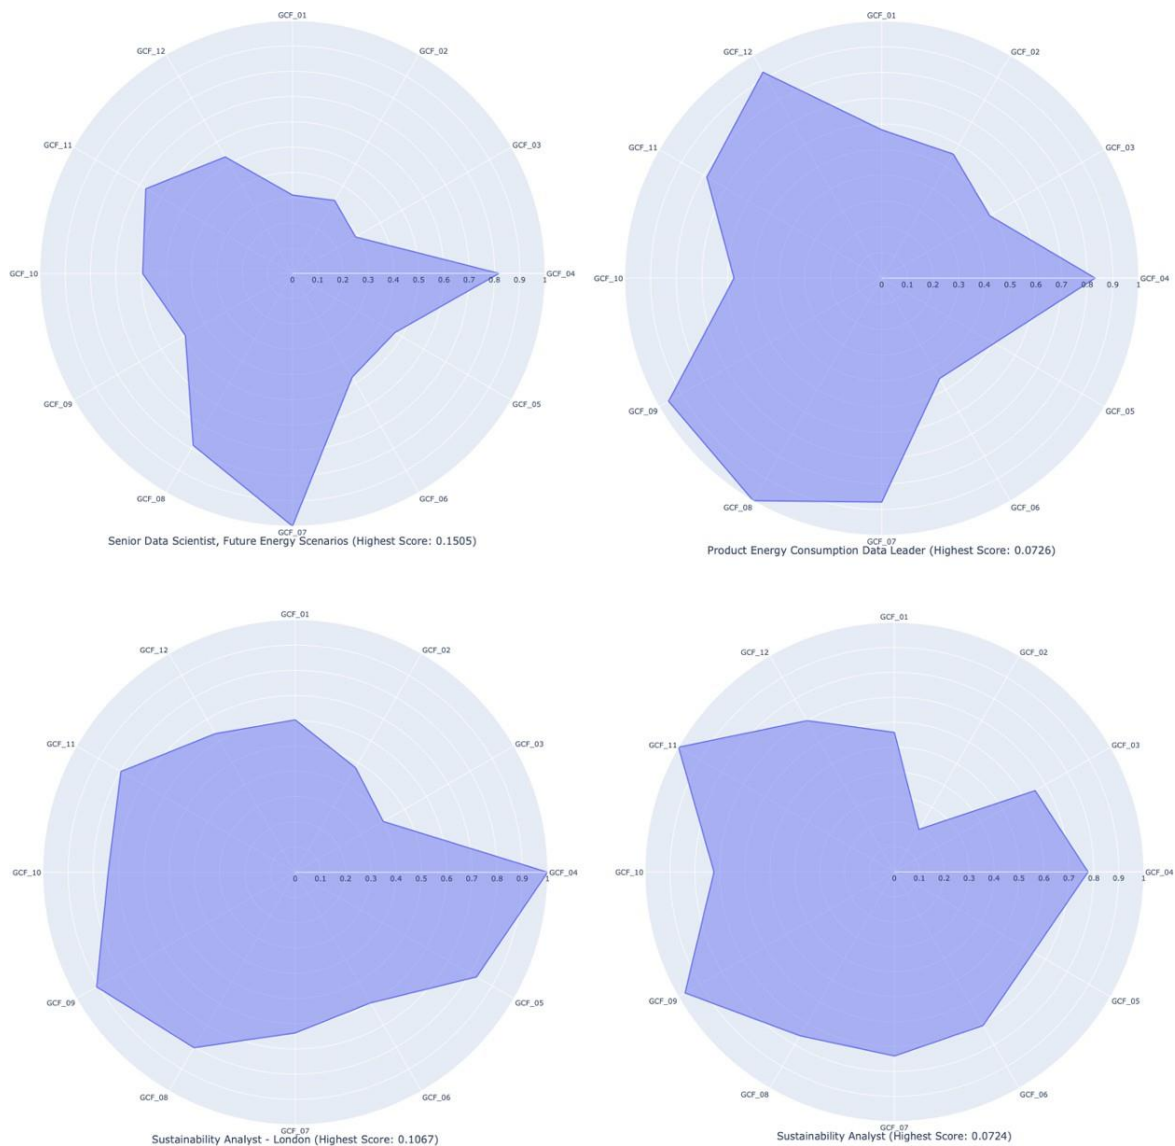 GCF_01
GCF_12
GCF_02
GCF_11
GCF_03
GCF_10
0 0.1 0.2 0.3 0.4 0.5 0.6 0.7 0.8 0.9 1
GCF_04
GCF_09
GCF_05
GCF_08
GCF_06
GCF_07
Senior Data Scientist, Future Energy Scenarios (Highest Score: 0.1505)
GCF_01
GCF_12
GCF_02
GCF_11
GCF_03
GCF_10
0 0.1 0.2 0.3 0.4 0.5 0.6 0.7 0.8 0.9 1
GCF_04
GCF_09
GCF_05
GCF_08
GCF_06
GCF_07
Product Energy Consumption Data Leader (Highest Score: 0.0726)
GCF_01
GCF_12
GCF_02
GCF_11
GCF_03
GCF_10
0 0.1 0.2 0.3 0.4 0.5 0.6 0.7 0.8 0.9 1
GCF_04
GCF_09
GCF_05
GCF_08
GCF_06
GCF_07
Sustainability Analyst - London (Highest Score: 0.1067)
GCF_01
GCF_12
GCF_02
GCF_11
GCF_03
GCF_10
0 0.1 0.2 0.3 0.4 0.5 0.6 0.7 0.8 0.9 1
GCF_04
GCF_09
GCF_05
GCF_08
GCF_06
GCF_07
Sustainability Analyst (Highest Score: 0.0724)